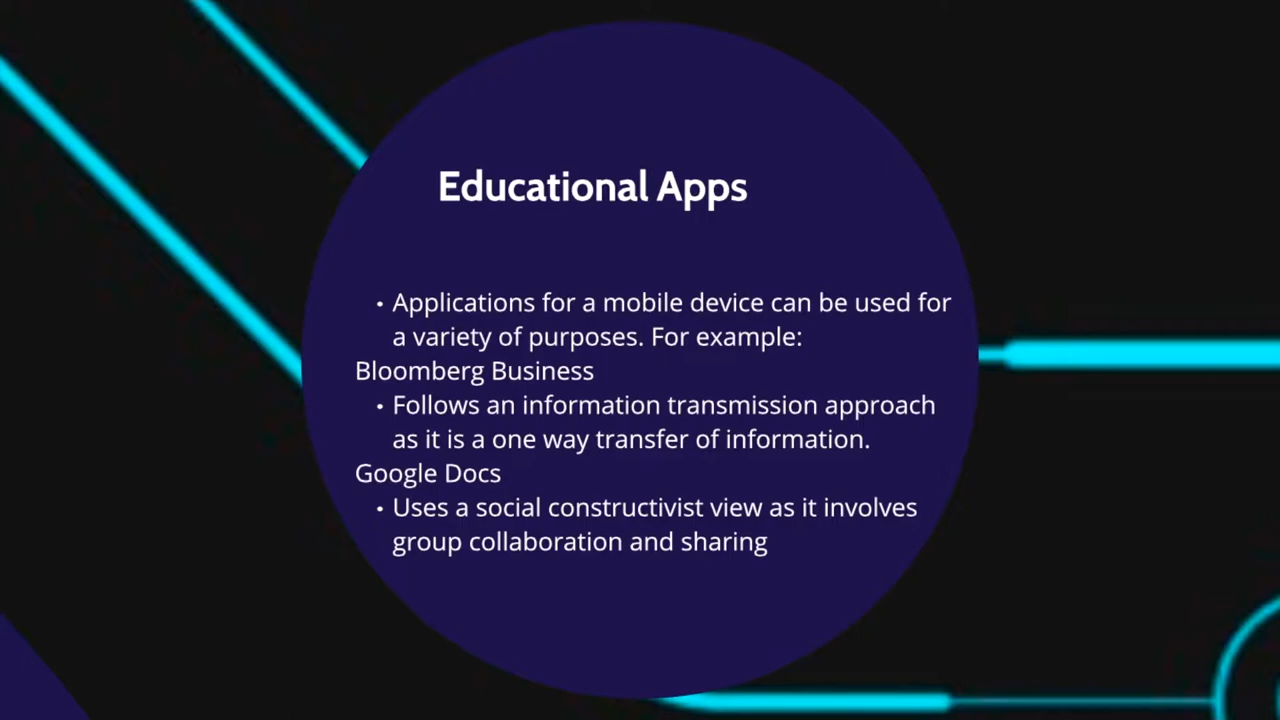 Educational Apps
• Applications for a mobile device can be used for
a variety of purposes. For example:
Bloomberg Business
• Follows an information transmission approach
as it is a one way transfer of information.
Google Docs
• Uses a social constructivist view as it involves
group collaboration and sharing